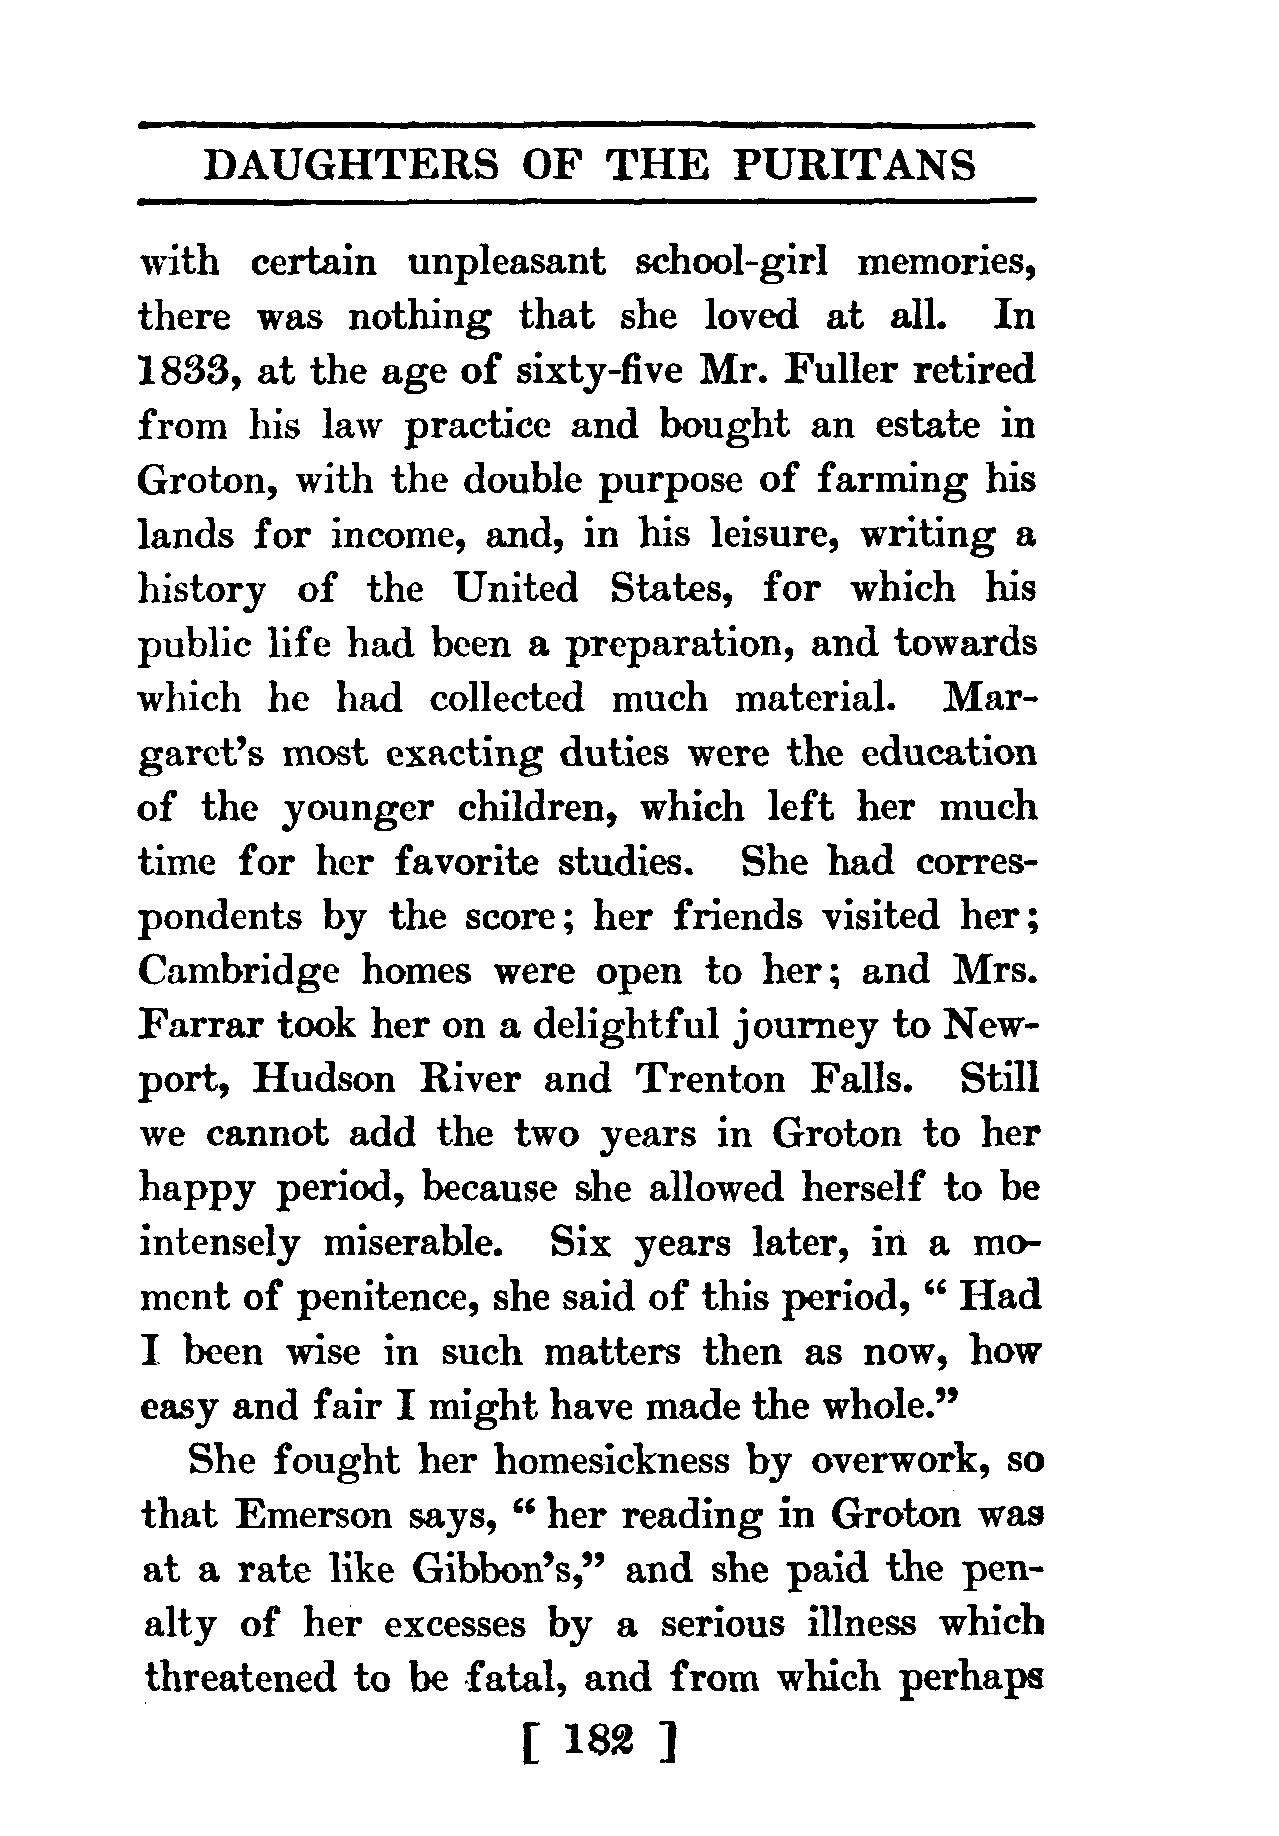 DAUGHTERS OF THE PURITANS
with certain unpleasant school-girl memories,
there was nothing that she loved at all. In
1833, at the age of sixty-five Mr. Fuller retired
from his law practice and bought an estate in
Groton, with the double purpose of farming his
lands for income, and, in his leisure, writing a
history of the United States, for which his
public life had been a preparation, and towards
which he had collected much material. Mar-
garet's most exacting duties were the education
of the younger children, which left her much
time for her favorite studies. She had corres-
pondents by the score; her friends visited her;
Cambridge homes were open to her; and Mrs.
Farrar took her on a delightful journey to New-
port, Hudson River and Trenton Falls. Still
we cannot add the two years in Groton to her
happy period, because she allowed herself to be
intensely miserable. Six years later, in a mo-
ment of penitence, she said of this period, “ Had
I been wise in such matters then as now, how
easy and fair I might have made the whole.”
She fought her homesickness by overwork, so
that Emerson says, “ her reading in Groton was
at a rate like Gibbon's,” and she paid the pen-
alty of her excesses by a serious illness which
threatened to be fatal, and from which perhaps
[ 182 ]